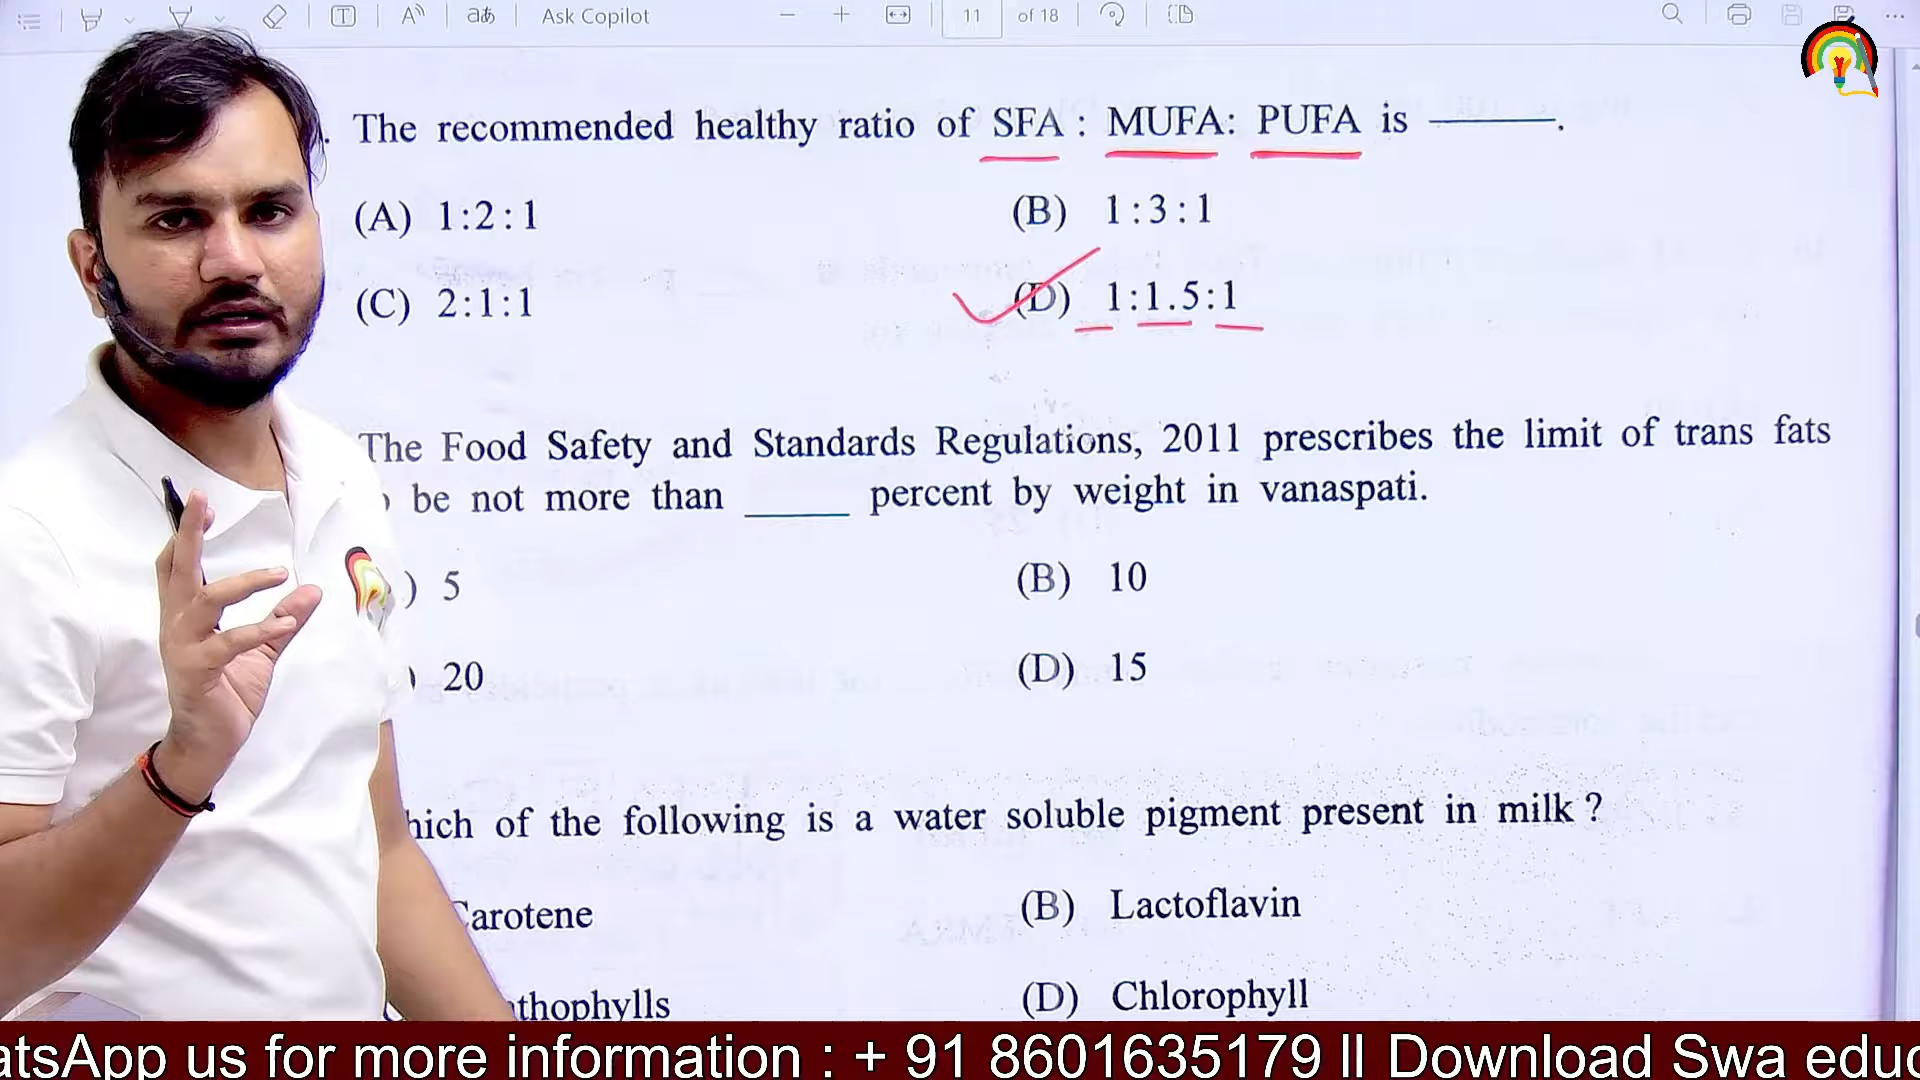 Ask Copilot
11 of 18
. The recommended healthy ratio of SFA : MUFA: PUFA is ———.
(A) 1:2:1 (B) 1:3:1
(C) 2:1:1 (D) 1:1.5:1
The Food Safety and Standards Regulations, 2011 prescribes the limit of trans fats
be not more than _____ percent by weight in vanaspati.
) 5 (B) 10
) 20 (D) 15
hich of the following is a water soluble pigment present in milk ?
Carotene (B) Lactoflavin
thophylls (D) Chlorophyll
atsApp us for more information : + 91 8601635179 ll Download Swa educ